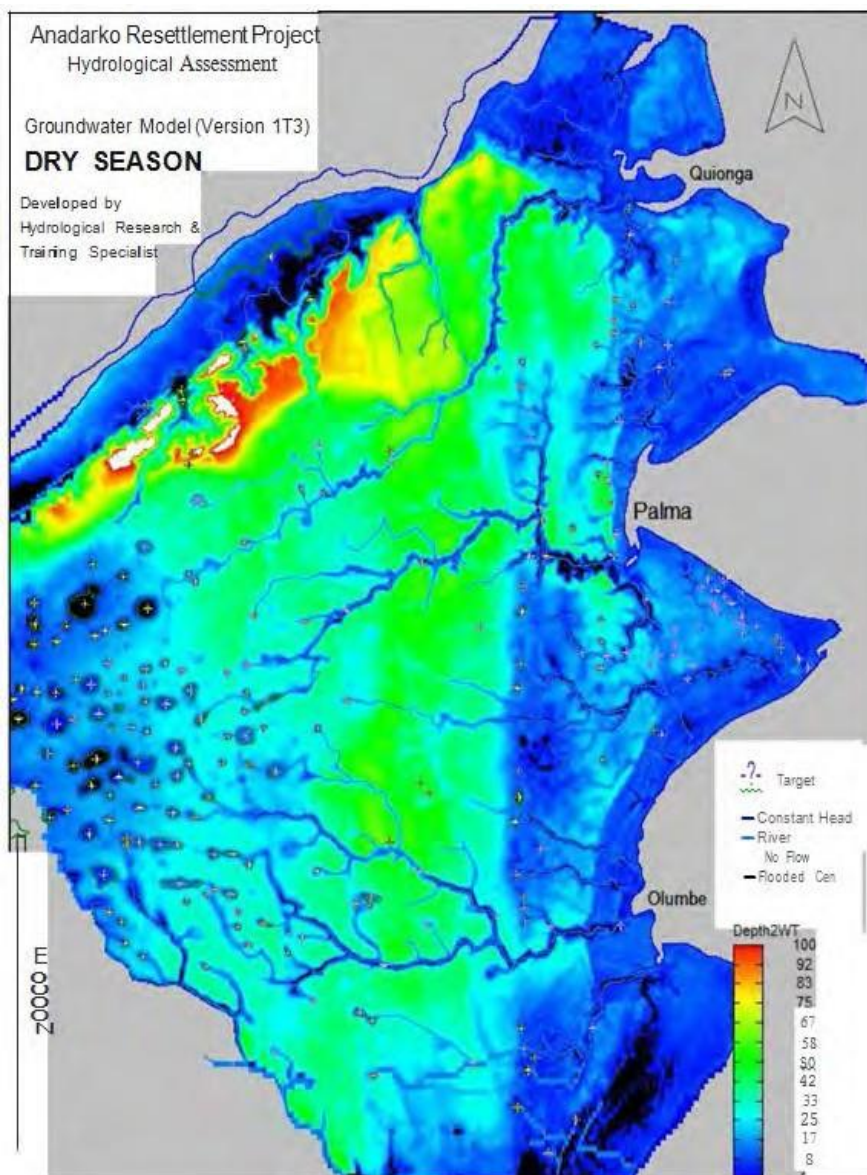 Anadarko Resettlement Project
Hydrological Assessment
Groundwater Model (Version 1T3)
DRY SEASON
Developed by
Hydrological Research &
Training Specialist
N
Quionga
Palma
-?-
Target
Constant Head
River
No Flow
Flooded Cen
Olumbe
Depth2WT
100
92
83
75
67
58
50
42
33
25
17
8